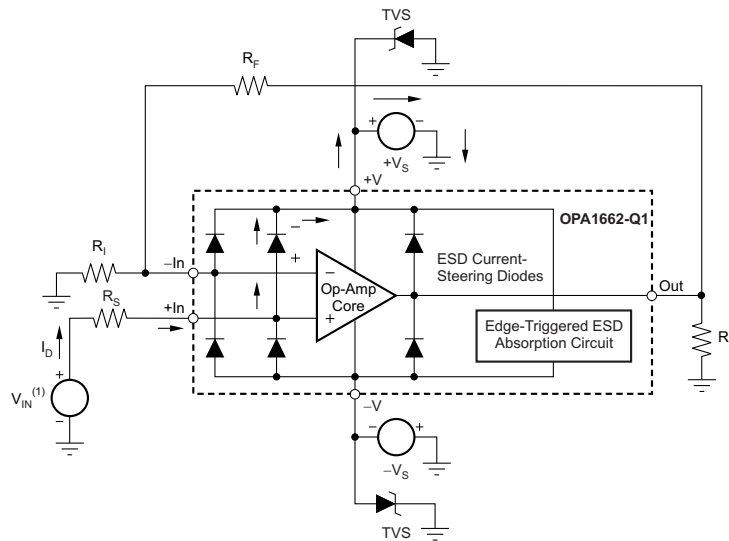 TVS
R_F
+ −
+V_S
+V
OPA1662-Q1
R_I
−In
−
+
−
Op-Amp
Core
+
ESD Current-
Steering Diodes
Out
R_S
+In
Edge-Triggered ESD
Absorption Circuit
R
I_D
+
V_IN^(1)
−
−V
− +
−V_S
TVS